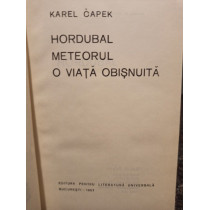 KAREL ČAPEK
HORDUBAL
METEORUL
O VIAȚĂ OBIȘNUITĂ
EDITURA PENTRU LITERATURĂ UNIVERSALĂ
BUCUREȘTI